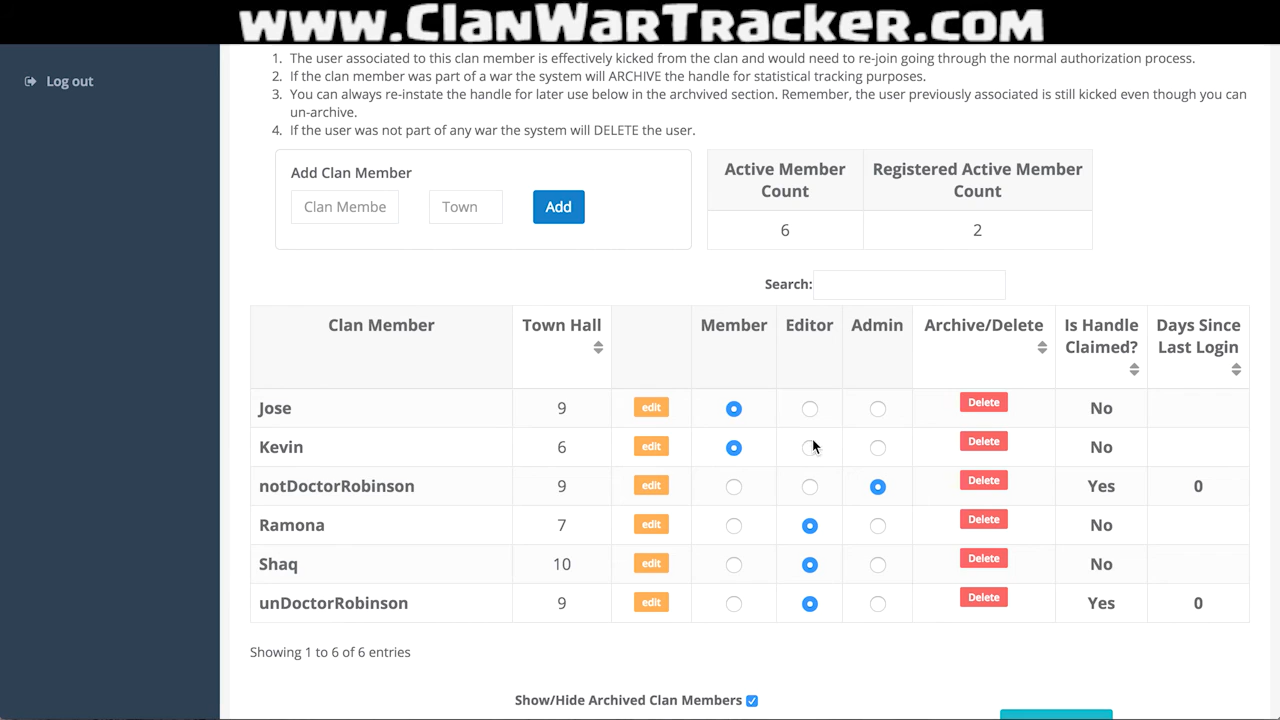 www.ClanWarTracker.com
Log out
1. The user associated to this clan member is effectively kicked from the clan and would need to re-join going through the normal authorization process.
2. If the clan member was part of a war the system will ARCHIVE the handle for statistical tracking purposes.
3. You can always re-instate the handle for later use below in the archvived section. Remember, the user previously associated is still kicked even though you can
un-archive.
4. If the user was not part of any war the system will DELETE the user.
Add Clan Member
Clan Membe Town Add
Active Member Registered Active Member
Count Count
6 2
Search:
Clan Member Town Hall Member Editor Admin Archive/Delete Is Handle Days Since
Claimed? Last Login
Jose 9 edit Delete No
Kevin 6 edit Delete No
notDoctorRobinson 9 edit Delete Yes 0
Ramona 7 edit Delete No
Shaq 10 edit Delete No
unDoctorRobinson 9 edit Delete Yes 0
Showing 1 to 6 of 6 entries
Show/Hide Archived Clan Members